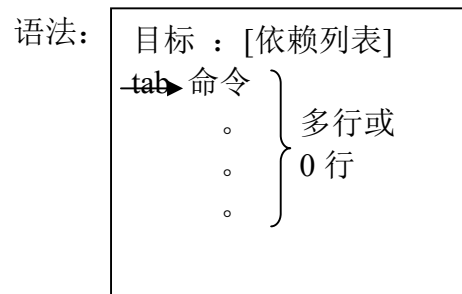 语法：
目标 ：[依赖列表]
tab 命令
。
。
。
多行或
0 行